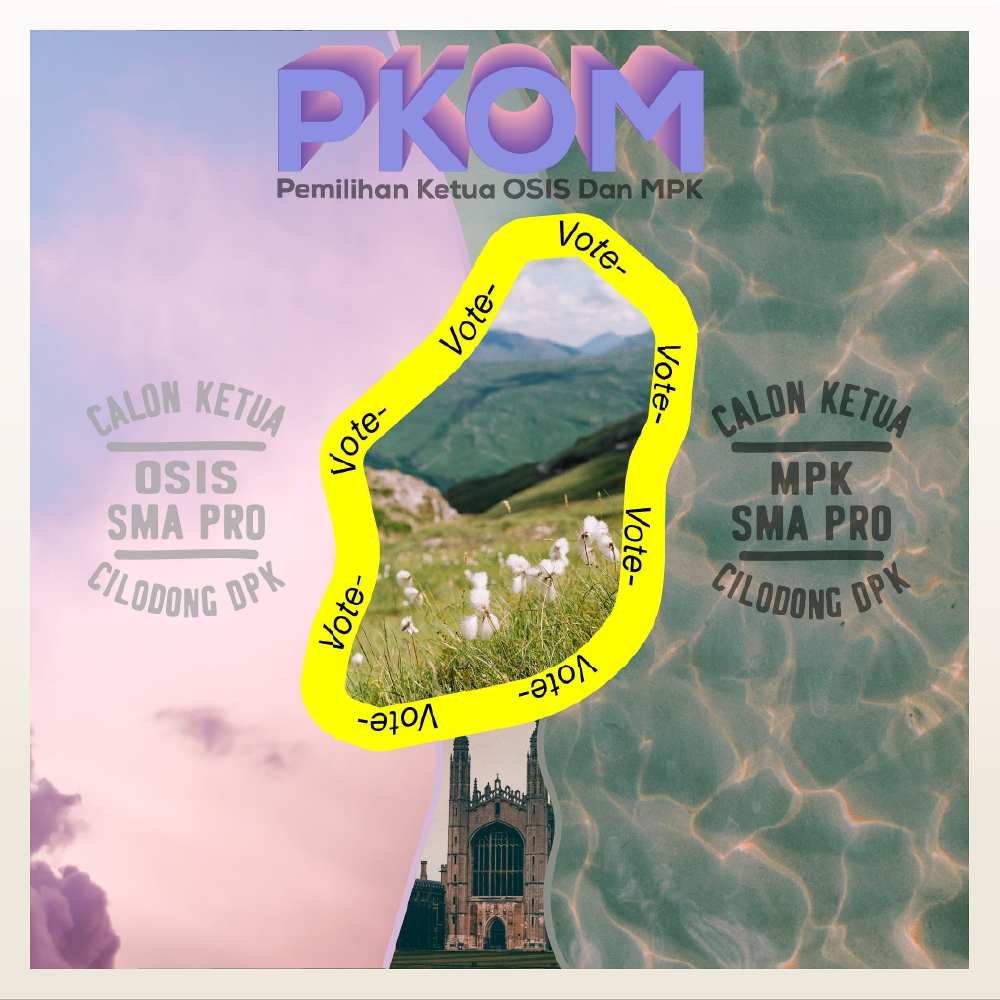 PKOM
Pemilihan Ketua OSIS Dan MPK
Vote-
Vote-
Vote-
Vote-
Vote-
Vote-
Vote-
Vote-
CALON KETUA
OSIS
SMA PRO
CILODONG DPK
CALON KETUA
MPK
SMA PRO
CILODONG DPK